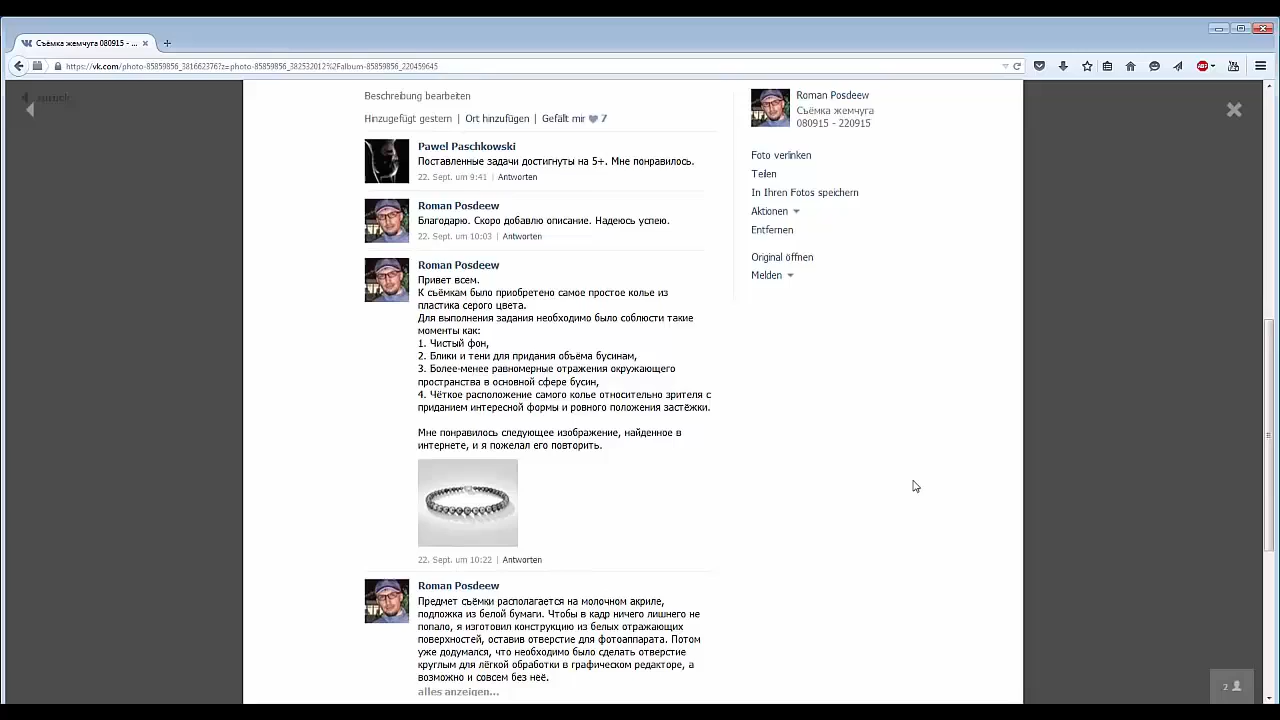 Съёмка жемчуга 080915 - ...
https://vk.com/photo-85859856_381662376?z=photo-85859856_382532012%2Falbum-85859856_220459645
zurück
Beschreibung bearbeiten
Hinzugefügt gestern | Ort hinzufügen | Gefällt mir 7
Pawel Paschkowski
Поставленные задачи достигнуты на 5+. Мне понравилось.
22. Sept. um 9:41 | Antworten
Roman Posdeew
Благодарю. Скоро добавлю описание. Надеюсь успею.
22. Sept. um 10:03 | Antworten
Roman Posdeew
Привет всем.
К съёмкам было приобретено самое простое колье из
пластика серого цвета.
Для выполнения задания необходимо было соблюсти такие
моменты как:
1. Чистый фон,
2. Блики и тени для придания объёма бусинам,
3. Более-менее равномерные отражения окружающего
пространства в основной сфере бусин,
4. Чёткое расположение самого колье относительно зрителя с
приданием интересной формы и ровного положения застёжки.
Мне понравилось следующее изображение, найденное в
интернете, и я пожелал его повторить.
22. Sept. um 10:22 | Antworten
Roman Posdeew
Предмет съёмки располагается на молочном акриле,
подложка из белой бумаги. Чтобы в кадр ничего лишнего не
попало, я изготовил конструкцию из белых отражающих
поверхностей, оставив отверстие для фотоаппарата. Потом
уже додумался, что необходимо было сделать отверстие
круглым для лёгкой обработки в графическом редакторе, а
возможно и совсем без неё.
alles anzeigen...
Roman Posdeew
Съёмка жемчуга
080915 - 220915
Foto verlinken
Teilen
In Ihren Fotos speichern
Aktionen
Entfernen
Original öffnen
Melden
2